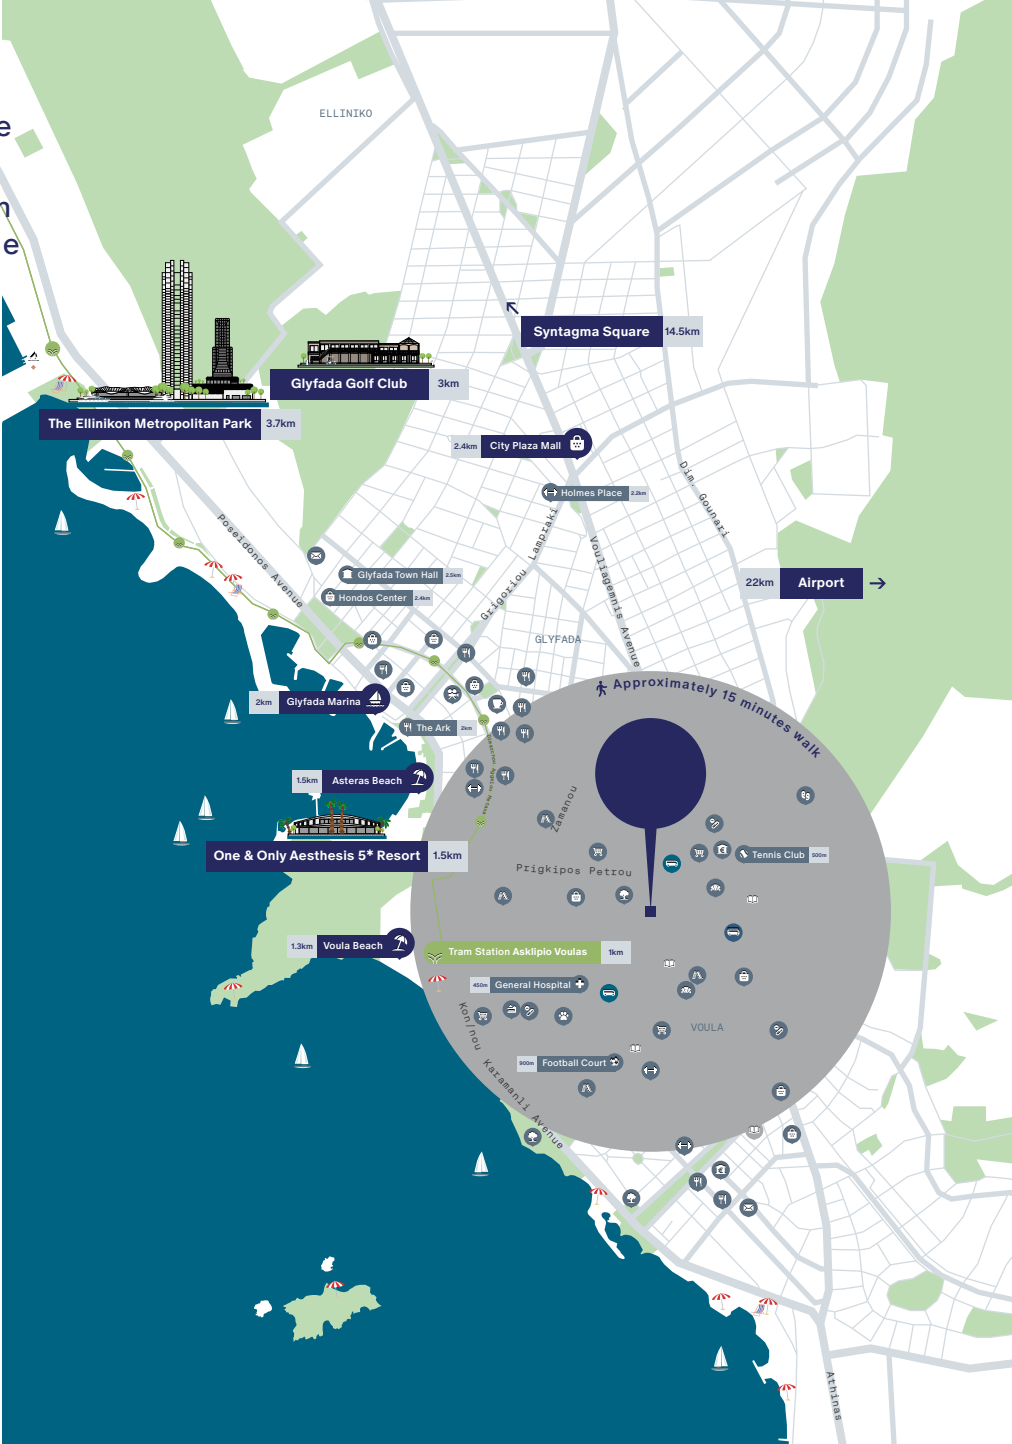 e
n
e
ELLINIKO
Syntagma Square 14.5km
Glyfada Golf Club 3km
The Ellinikon Metropolitan Park 3.7km
2.4km City Plaza Mall
Holmes Place 2.2km
Dim. Gounari
Poseidonos Avenue
Grigoriou Lampraki
Vouliagmenis Avenue
Glyfada Town Hall 2.5km
Hondos Center 2.4km
22km Airport
GLYFADA
Approximately 15 minutes walk
2km Glyfada Marina
The Ark 2km
1.5km Asteras Beach
Zamanou
One & Only Aesthesis 5* Resort 1.5km
Tennis Club 500m
Prigkipos Petrou
1.3km Voula Beach
Tram Station Asklipio Voulas 1km
450m General Hospital
Kon/nou Karamanli Avenue
VOULA
900m Football Court
Athinas